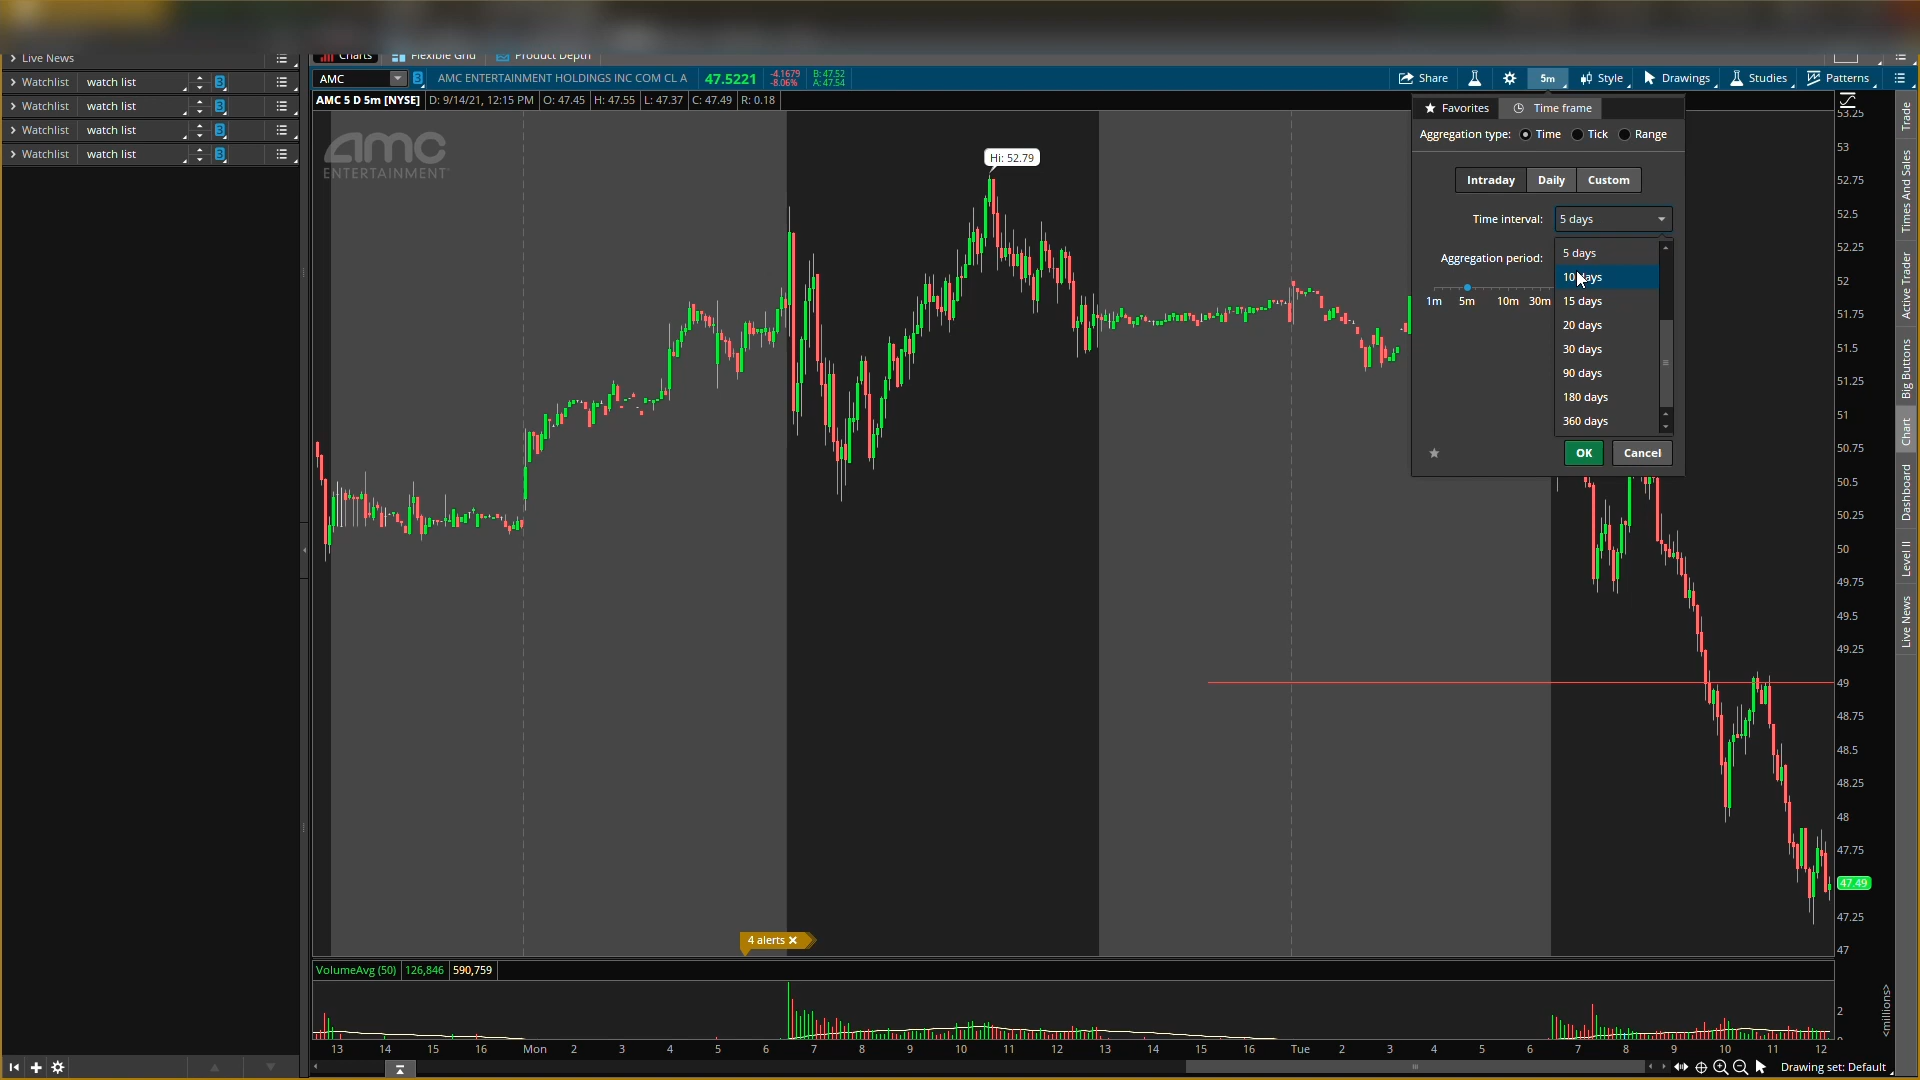 Live News
Charts Flexible Grid Product Depth
Watchlist watch list 3
Watchlist watch list 3
Watchlist watch list 3
Watchlist watch list 3
AMC 3 AMC ENTERTAINMENT HOLDINGS INC COM CL A 47.5221 -4.1679 -8.06% B: 47.52 A: 47.54
Share 5m Style Drawings Studies Patterns
AMC 5 D 5m [NYSE] D: 9/14/21, 12:15 PM O: 47.45 H: 47.55 L: 47.37 C: 47.49 R: 0.18
amc
ENTERTAINMENT
Hi: 52.79
Favorites Time frame
Aggregation type: Time Tick Range
Intraday Daily Custom
Time interval: 5 days
Aggregation period:
1m 5m 10m 30m
5 days
10 days
15 days
20 days
30 days
90 days
180 days
360 days
OK Cancel
53.25
53
52.75
52.5
52.25
52
51.75
51.5
51.25
51
50.75
50.5
50.25
50
49.75
49.5
49.25
49
48.75
48.5
48.25
48
47.75
47.49
47.25
47
Trade
Times And Sales
Active Trader
Big Buttons
Chart
Dashboard
Level II
Live News
4 alerts
VolumeAvg (50) 126,846 590,759
2
<millions>
13 14 15 16 Mon 2 3 4 5 6 7 8 9 10 11 12 13 14 15 16 Tue 2 3 4 5 6 7 8 9 10 11 12
Drawing set: Default